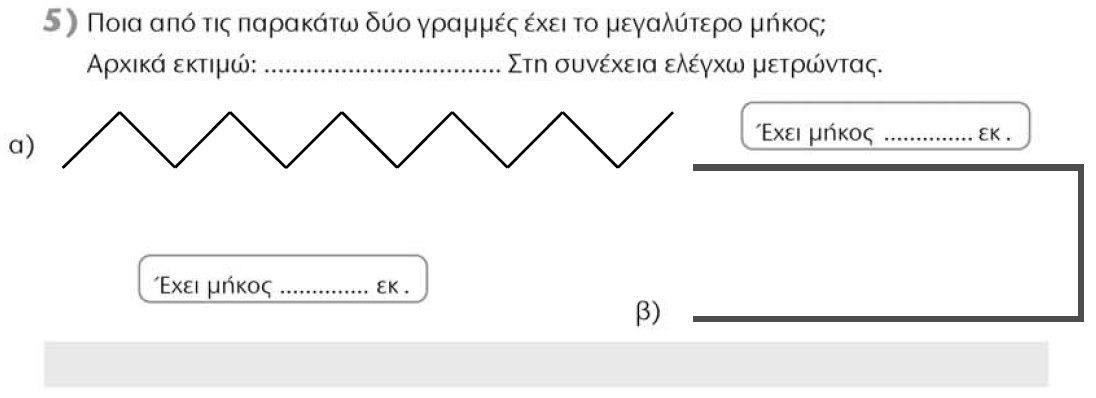 5) Ποια από τις παρακάτω δύο γραμμές έχει το μεγαλύτερο μήκος;
Αρχικά εκτιμώ: .................................. Στη συνέχεια ελέγχω μετρώντας.
α)
Έχει μήκος .............. εκ .
Έχει μήκος .............. εκ .
β)